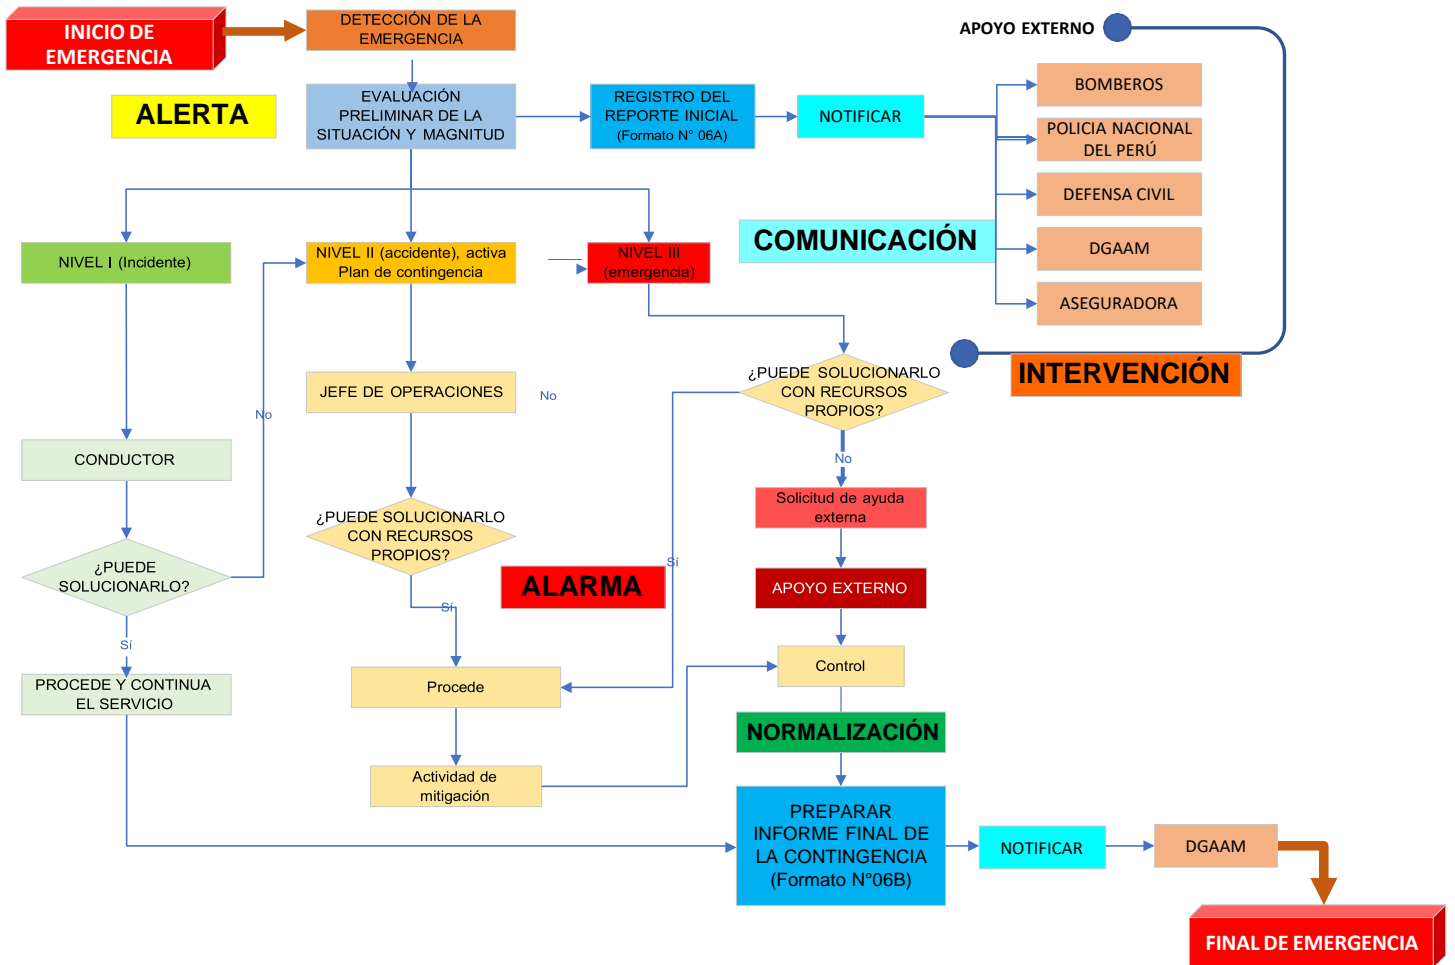 INICIO DE
EMERGENCIA
DETECCIÓN DE LA
EMERGENCIA
APOYO EXTERNO
ALERTA
EVALUACIÓN
PRELIMINAR DE LA
SITUACIÓN Y MAGNITUD
REGISTRO DEL
REPORTE INICIAL
(Formato N° 06A)
NOTIFICAR
BOMBEROS
POLICIA NACIONAL
DEL PERÚ
DEFENSA CIVIL
DGAAM
ASEGURADORA
COMUNICACIÓN
NIVEL I (Incidente)
NIVEL II (accidente), activa
Plan de contingencia
NIVEL III
(emergencia)
INTERVENCIÓN
JEFE DE OPERACIONES
No
¿PUEDE SOLUCIONARLO
CON RECURSOS
PROPIOS?
No
CONDUCTOR
No
Solicitud de ayuda
externa
¿PUEDE SOLUCIONARLO
CON RECURSOS
PROPIOS?
¿PUEDE
SOLUCIONARLO?
ALARMA
Sí
APOYO EXTERNO
Sí
Sí
Control
PROCEDE Y CONTINUA
EL SERVICIO
Procede
NORMALIZACIÓN
Actividad de
mitigación
PREPARAR
INFORME FINAL DE
LA CONTINGENCIA
(Formato N°06B)
NOTIFICAR
DGAAM
FINAL DE EMERGENCIA